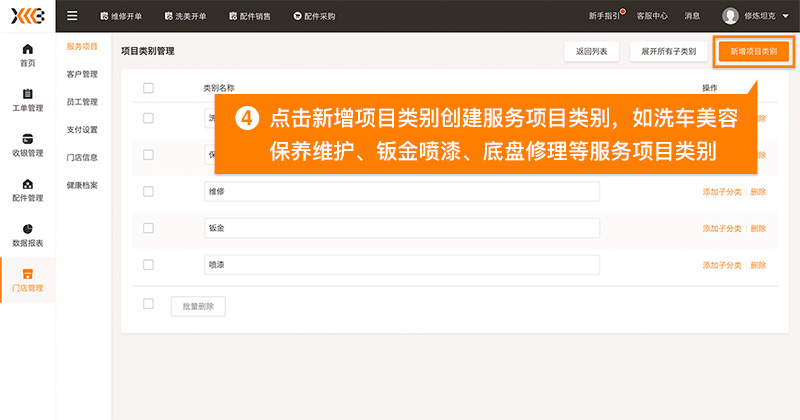 维修开单
洗美开单
配件销售
配件采购
新手指引
客服中心
消息
修炼坦克
首页
工单管理
收银管理
配件管理
数据报表
门店管理
服务项目
客户管理
员工管理
支付设置
门店信息
健康档案
项目类别管理
返回列表
展开所有子类别
新增项目类别
类别名称
操作
4 点击新增项目类别创建服务项目类别，如洗车美容
保养维护、钣金喷漆、底盘修理等服务项目类别
维修
添加子分类 | 删除
钣金
添加子分类 | 删除
喷漆
添加子分类 | 删除
批量删除